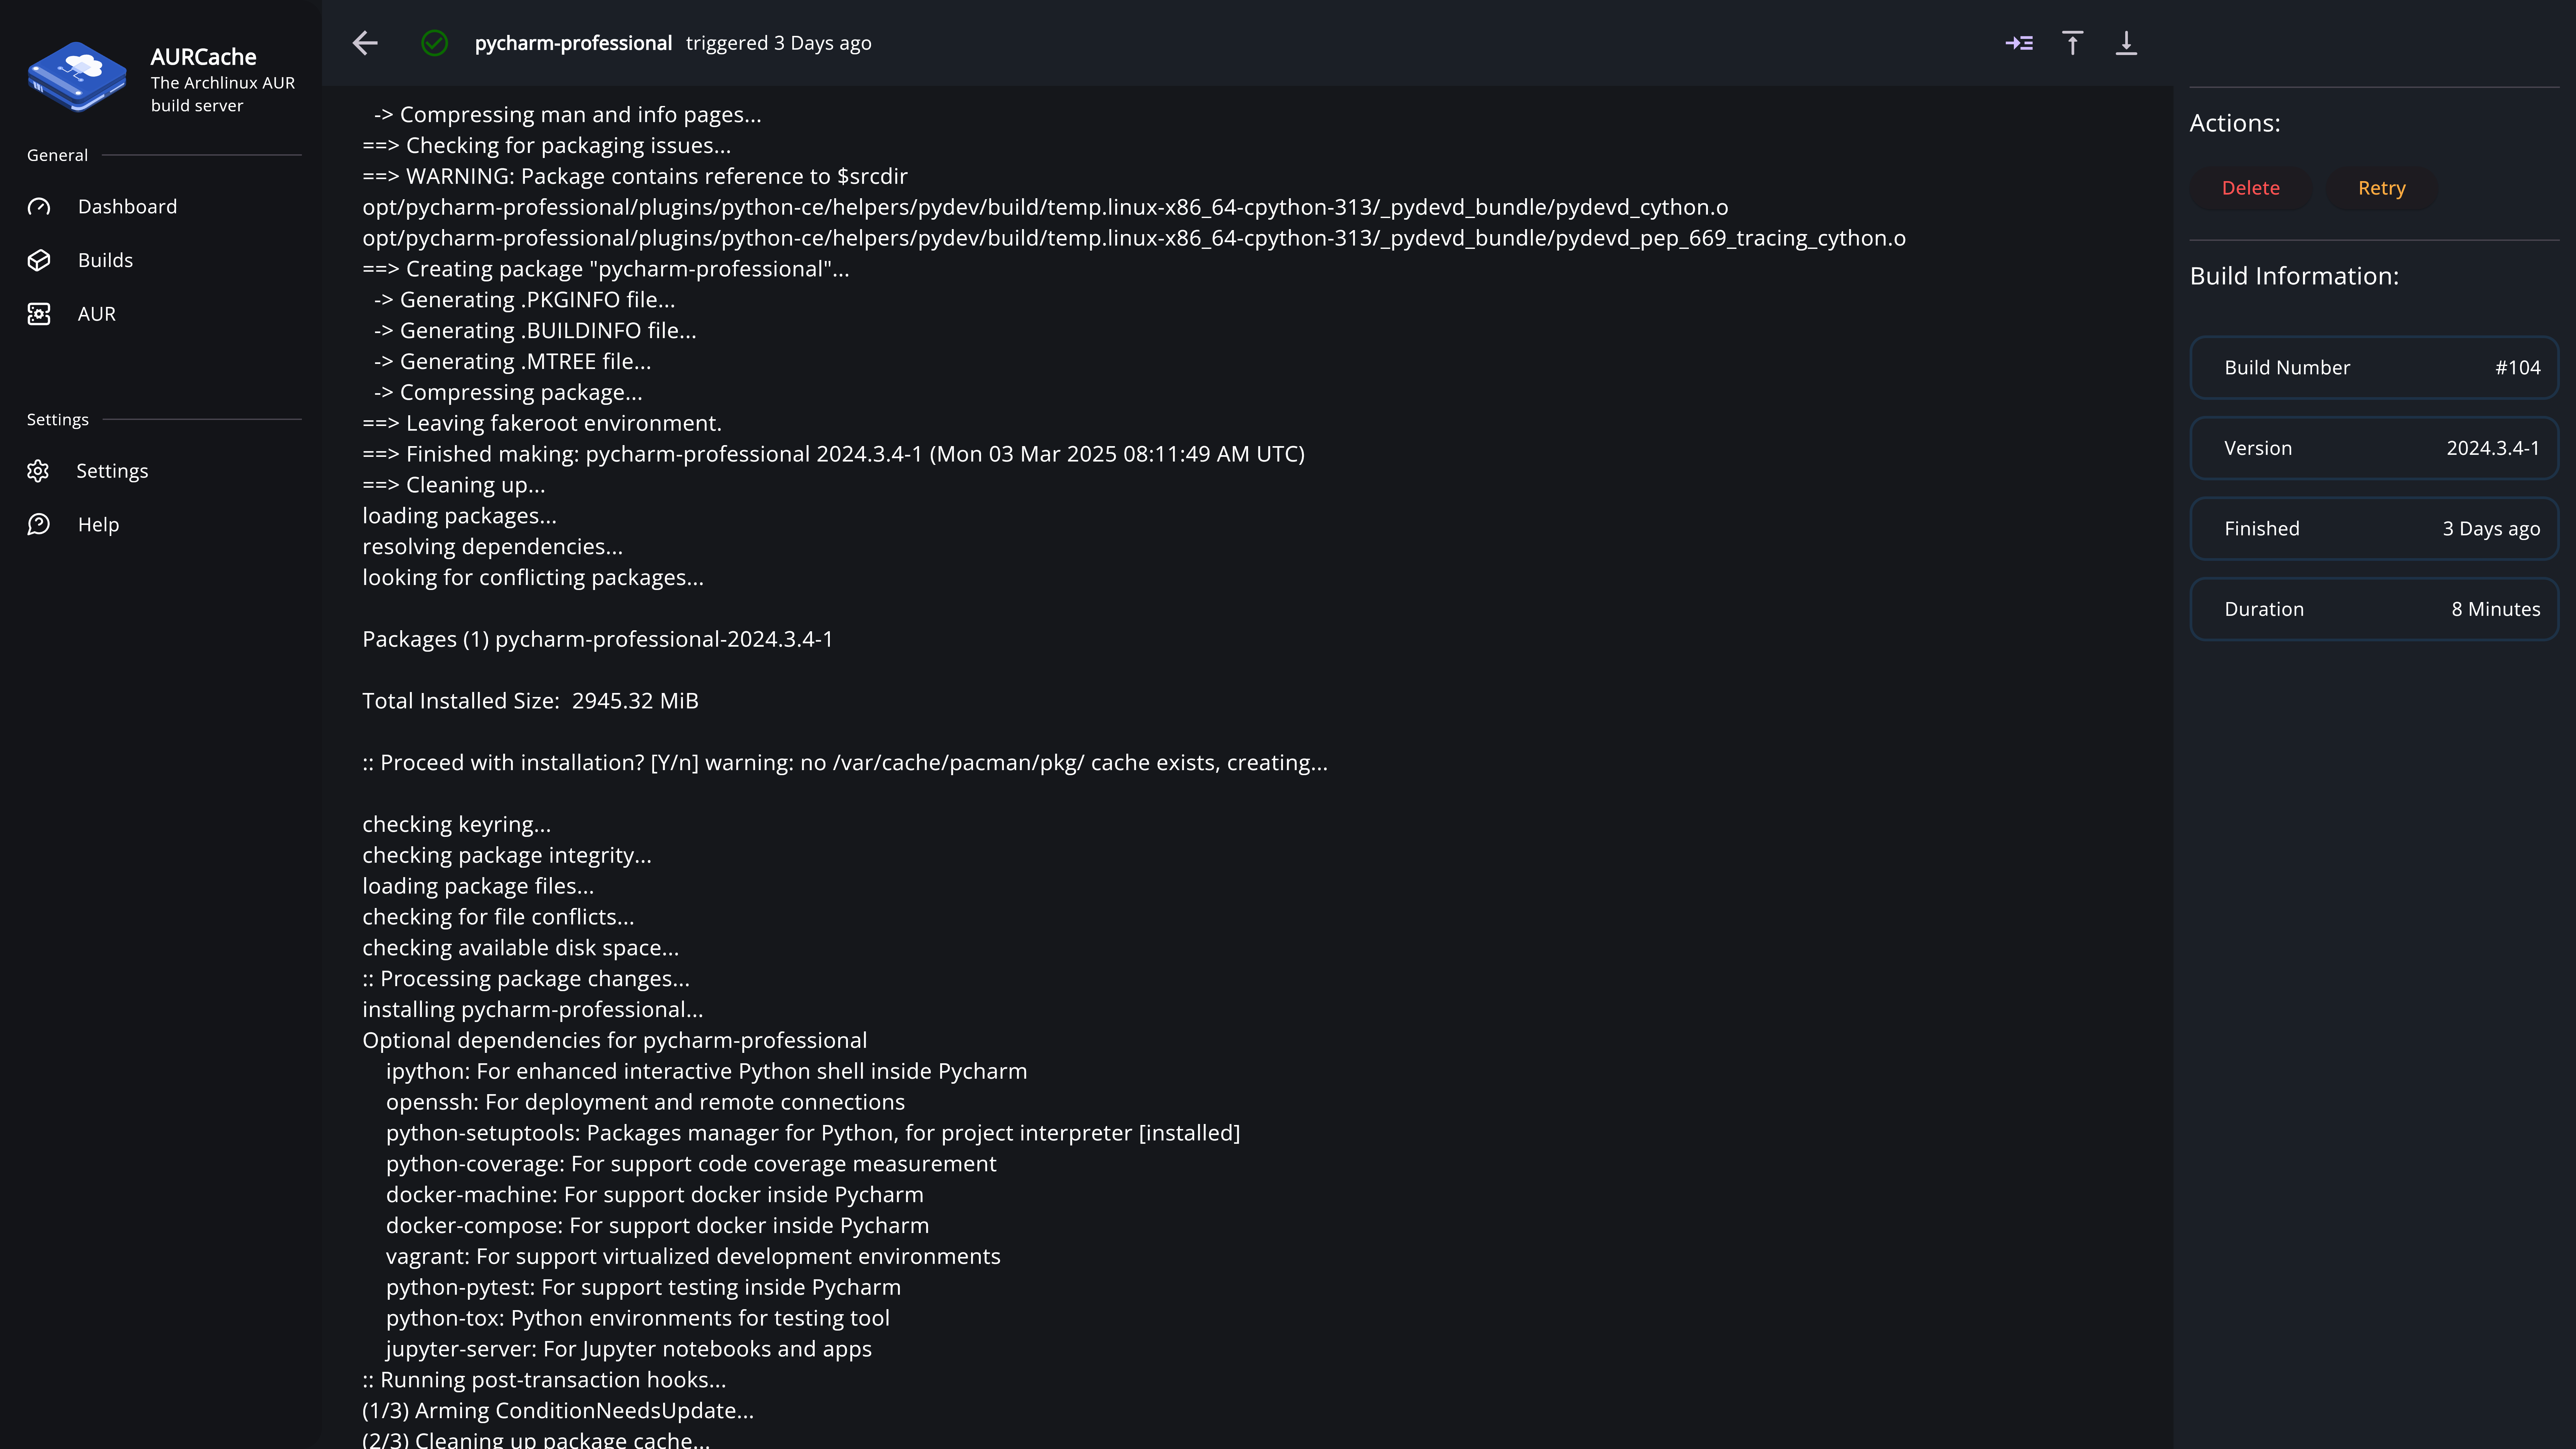 AURCache
The Archlinux AUR
build server
General
Dashboard
Builds
AUR
Settings
Settings
Help
pycharm-professional triggered 3 Days ago
-> Compressing man and info pages...
==> Checking for packaging issues...
==> WARNING: Package contains reference to $srcdir
opt/pycharm-professional/plugins/python-ce/helpers/pydev/build/temp.linux-x86_64-cpython-313/_pydevd_bundle/pydevd_cython.o
opt/pycharm-professional/plugins/python-ce/helpers/pydev/build/temp.linux-x86_64-cpython-313/_pydevd_bundle/pydevd_pep_669_tracing_cython.o
==> Creating package "pycharm-professional"...
-> Generating .PKGINFO file...
-> Generating .BUILDINFO file...
-> Generating .MTREE file...
-> Compressing package...
==> Leaving fakeroot environment.
==> Finished making: pycharm-professional 2024.3.4-1 (Mon 03 Mar 2025 08:11:49 AM UTC)
==> Cleaning up...
loading packages...
resolving dependencies...
looking for conflicting packages...
Packages (1) pycharm-professional-2024.3.4-1
Total Installed Size:  2945.32 MiB
:: Proceed with installation? [Y/n] warning: no /var/cache/pacman/pkg/ cache exists, creating...
checking keyring...
checking package integrity...
loading package files...
checking for file conflicts...
checking available disk space...
:: Processing package changes...
installing pycharm-professional...
Optional dependencies for pycharm-professional
ipython: For enhanced interactive Python shell inside Pycharm
openssh: For deployment and remote connections
python-setuptools: Packages manager for Python, for project interpreter [installed]
python-coverage: For support code coverage measurement
docker-machine: For support docker inside Pycharm
docker-compose: For support docker inside Pycharm
vagrant: For support virtualized development environments
python-pytest: For support testing inside Pycharm
python-tox: Python environments for testing tool
jupyter-server: For Jupyter notebooks and apps
:: Running post-transaction hooks...
(1/3) Arming ConditionNeedsUpdate...
(2/3) Cleaning up package cache...
Actions:
Delete Retry
Build Information:
Build Number #104
Version 2024.3.4-1
Finished 3 Days ago
Duration 8 Minutes